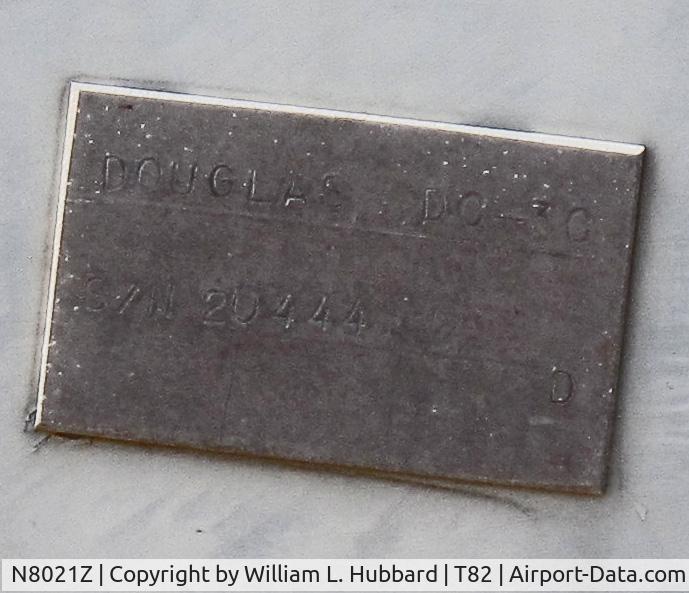 DOUGLAS DC-3C
S/N 20444
D
N8021Z | Copyright by William L. Hubbard | T82 | Airport-Data.com